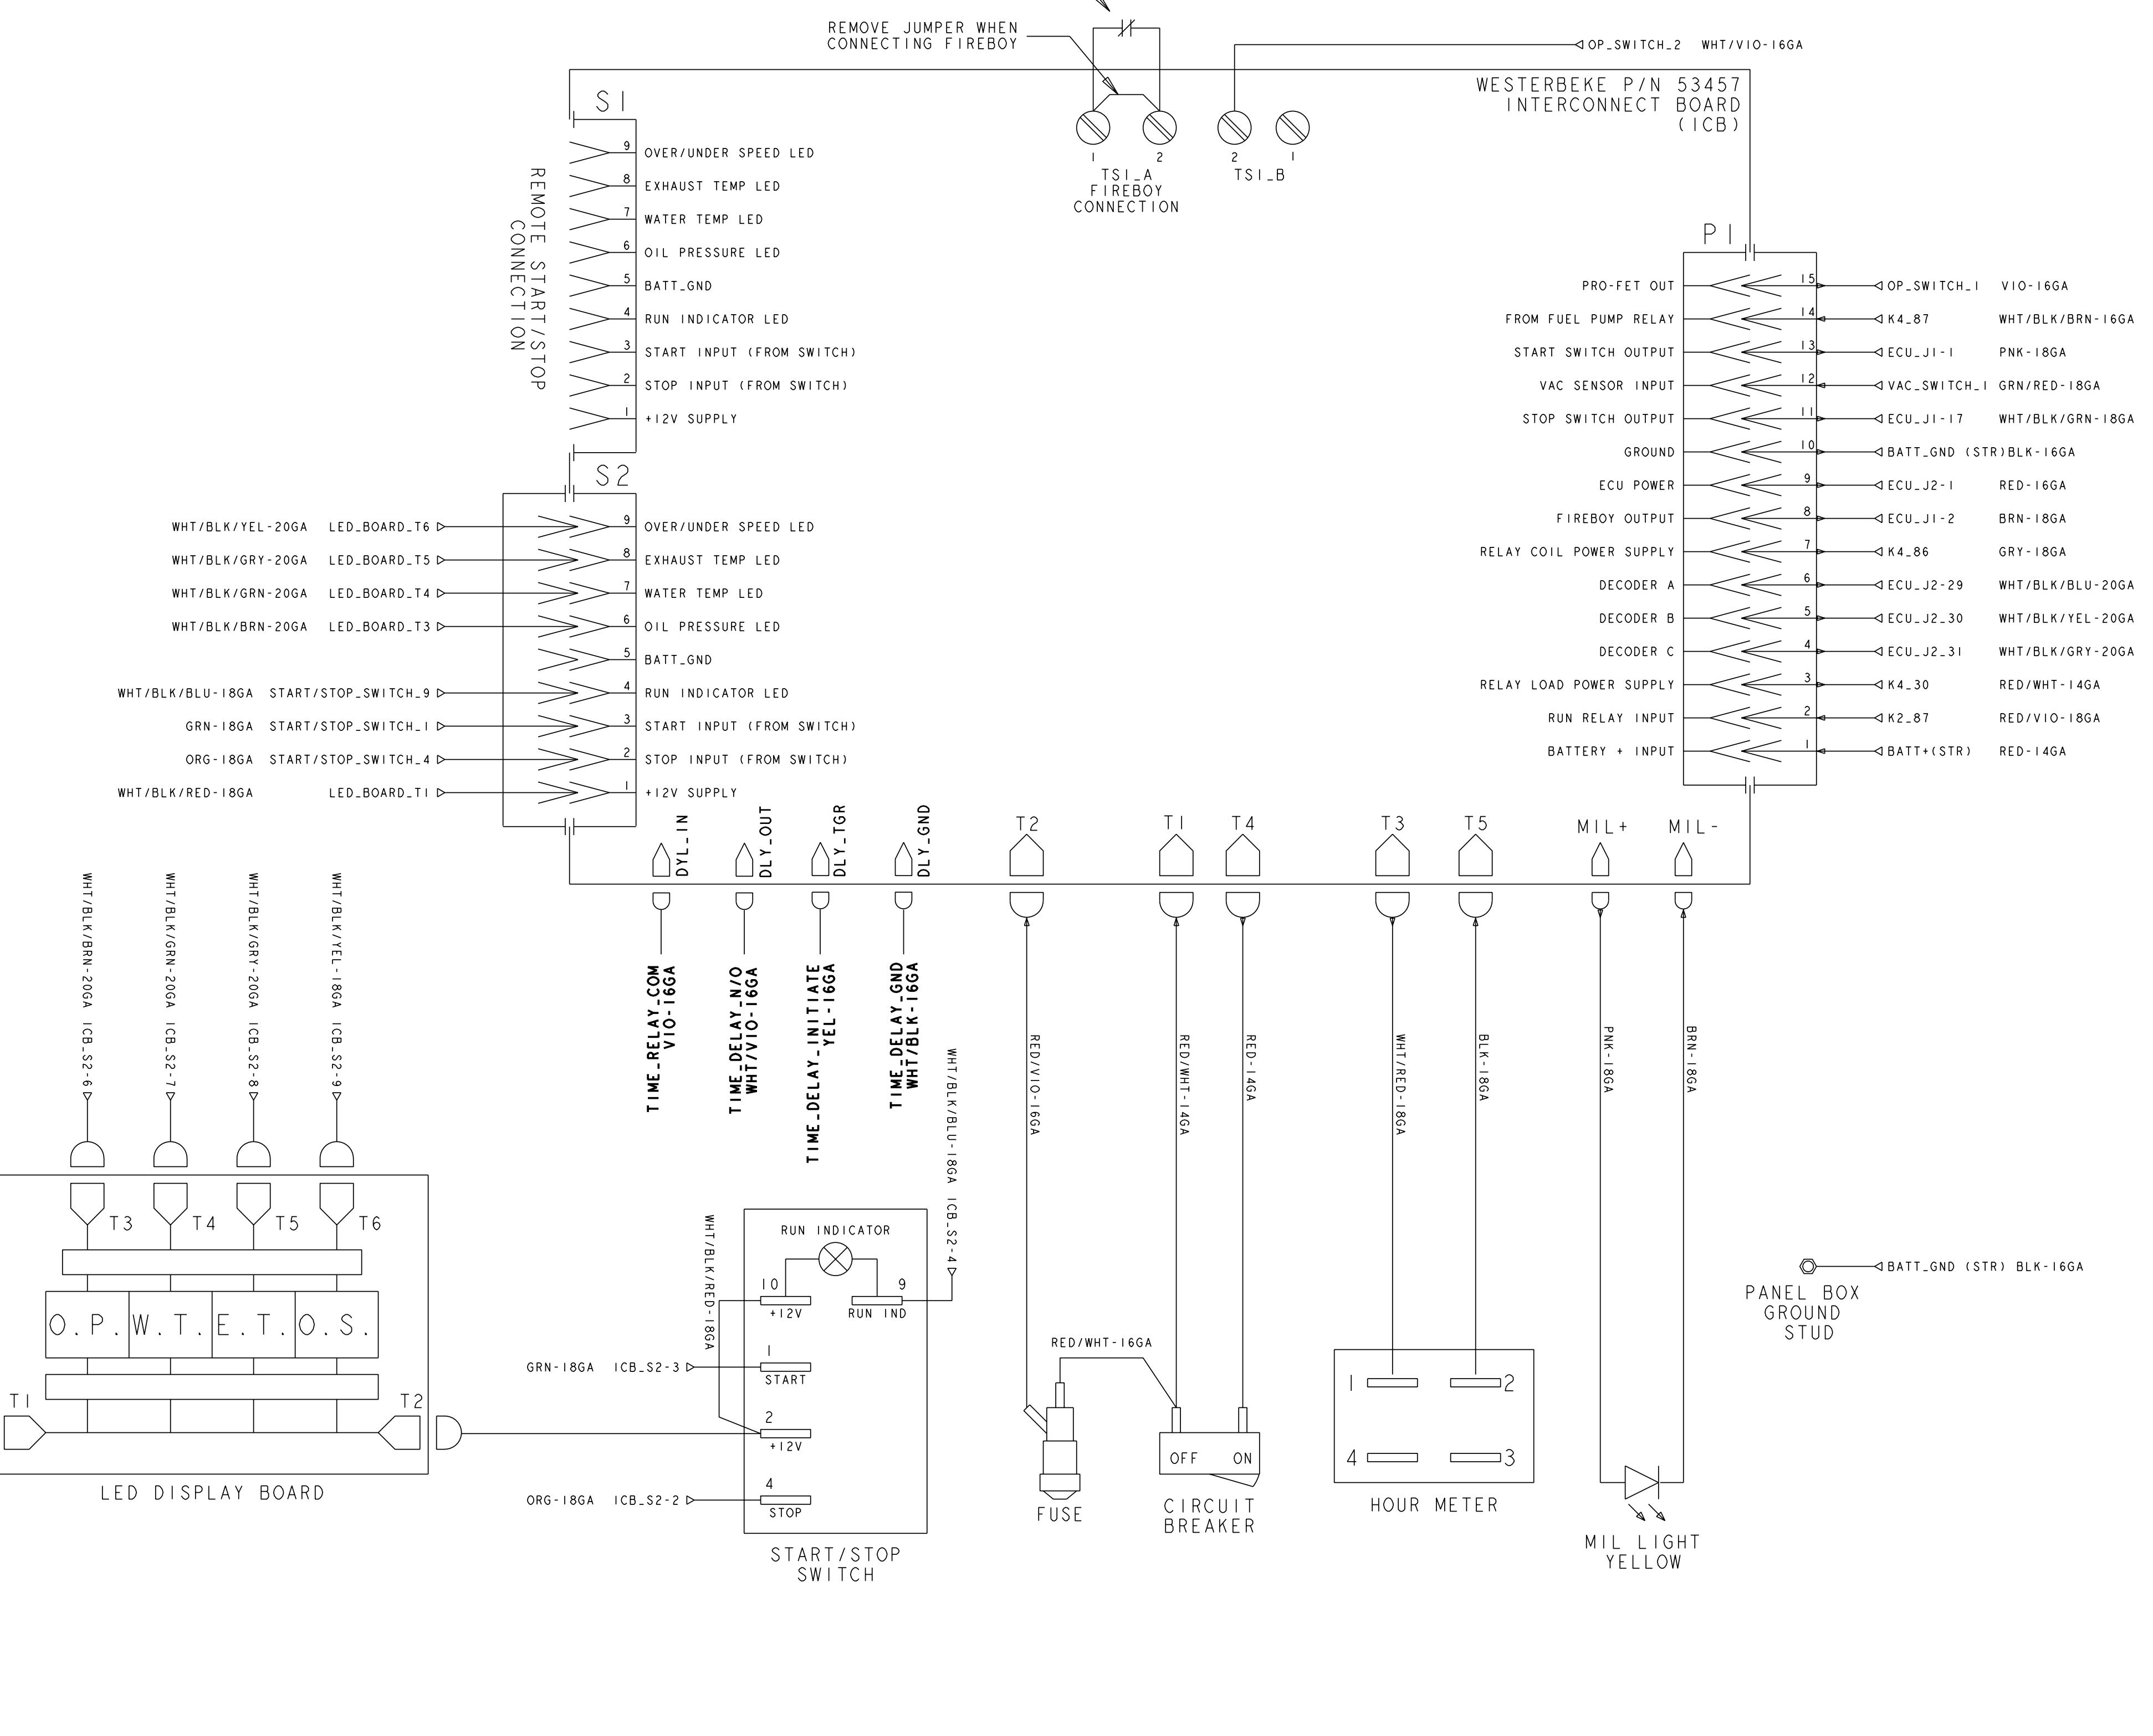 REMOVE JUMPER WHEN
CONNECTING FIREBOY
OP_SWITCH_2 WHT/VIO-16GA
WESTERBEKE P/N 53457
INTERCONNECT BOARD
(ICB)
1 2
TS1_A
FIREBOY
CONNECTION
2 1
TS1_B
S1
REMOTE START/STOP
CONNECTION
9 OVER/UNDER SPEED LED
8 EXHAUST TEMP LED
7 WATER TEMP LED
6 OIL PRESSURE LED
5 BATT_GND
4 RUN INDICATOR LED
3 START INPUT (FROM SWITCH)
2 STOP INPUT (FROM SWITCH)
1 +12V SUPPLY
P1
PRO-FET OUT 15 OP_SWITCH_1 VIO-16GA
FROM FUEL PUMP RELAY 14 K4_87 WHT/BLK/BRN-16GA
START SWITCH OUTPUT 13 ECU_J1-1 PNK-18GA
VAC SENSOR INPUT 12 VAC_SWITCH_1 GRN/RED-18GA
STOP SWITCH OUTPUT 11 ECU_J1-17 WHT/BLK/GRN-18GA
GROUND 10 BATT_GND (STR)BLK-16GA
ECU POWER 9 ECU_J2-1 RED-16GA
FIREBOY OUTPUT 8 ECU_J1-2 BRN-18GA
RELAY COIL POWER SUPPLY 7 K4_86 GRY-18GA
DECODER A 6 ECU_J2-29 WHT/BLK/BLU-20GA
DECODER B 5 ECU_J2_30 WHT/BLK/YEL-20GA
DECODER C 4 ECU_J2_31 WHT/BLK/GRY-20GA
RELAY LOAD POWER SUPPLY 3 K4_30 RED/WHT-14GA
RUN RELAY INPUT 2 K2_87 RED/VIO-18GA
BATTERY + INPUT 1 BATT+(STR) RED-14GA
S2
WHT/BLK/YEL-20GA LED_BOARD_T6 9 OVER/UNDER SPEED LED
WHT/BLK/GRY-20GA LED_BOARD_T5 8 EXHAUST TEMP LED
WHT/BLK/GRN-20GA LED_BOARD_T4 7 WATER TEMP LED
WHT/BLK/BRN-20GA LED_BOARD_T3 6 OIL PRESSURE LED
5 BATT_GND
WHT/BLK/BLU-18GA START/STOP_SWITCH_9 4 RUN INDICATOR LED
GRN-18GA START/STOP_SWITCH_1 3 START INPUT (FROM SWITCH)
ORG-18GA START/STOP_SWITCH_4 2 STOP INPUT (FROM SWITCH)
WHT/BLK/RED-18GA LED_BOARD_T1 1 +12V SUPPLY
DYL_IN
DLY_OUT
DLY_TGR
DLY_GND
T2
T1
T4
T3
T5
MIL+
MIL-
TIME_RELAY_COM
VIO-16GA
TIME_DELAY_N/O
WHT/VIO-16GA
TIME_DELAY_INITIATE
YEL-16GA
TIME_DELAY_GND
WHT/BLK-16GA
RED/VIO-16GA
RED/WHT-14GA
RED-14GA
WHT/RED-18GA
BLK-18GA
PNK-18GA
BRN-18GA
WHT/BLK/BRN-20GA ICB_S2-6
WHT/BLK/GRN-20GA ICB_S2-7
WHT/BLK/GRY-20GA ICB_S2-8
WHT/BLK/YEL-18GA ICB_S2-9
T3
T4
T5
T6
O.P.
W.T.
E.T.
O.S.
T1
T2
LED DISPLAY BOARD
WHT/BLK/RED-18GA
WHT/BLK/BLU-18GA ICB_S2-4
RUN INDICATOR
10 9
+12V RUN IND
GRN-18GA ICB_S2-3
1
START
2
+12V
ORG-18GA ICB_S2-2
4
STOP
START/STOP
SWITCH
RED/WHT-16GA
FUSE
OFF ON
CIRCUIT
BREAKER
1 2
4 3
HOUR METER
MIL LIGHT
YELLOW
BATT_GND (STR) BLK-16GA
PANEL BOX
GROUND
STUD